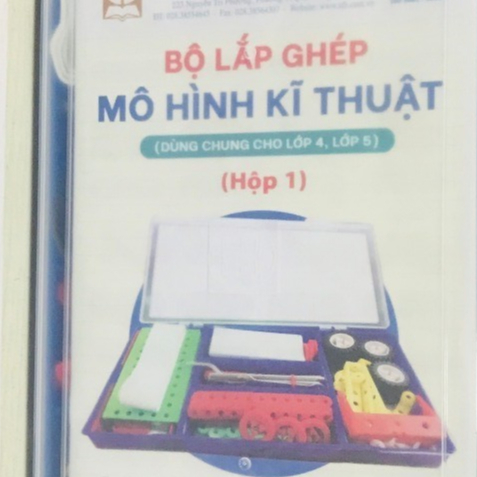 BỘ LẮP GHÉP
MÔ HÌNH KĨ THUẬT
(DÙNG CHUNG CHO LỚP 4, LỚP 5)
(Hộp 1)